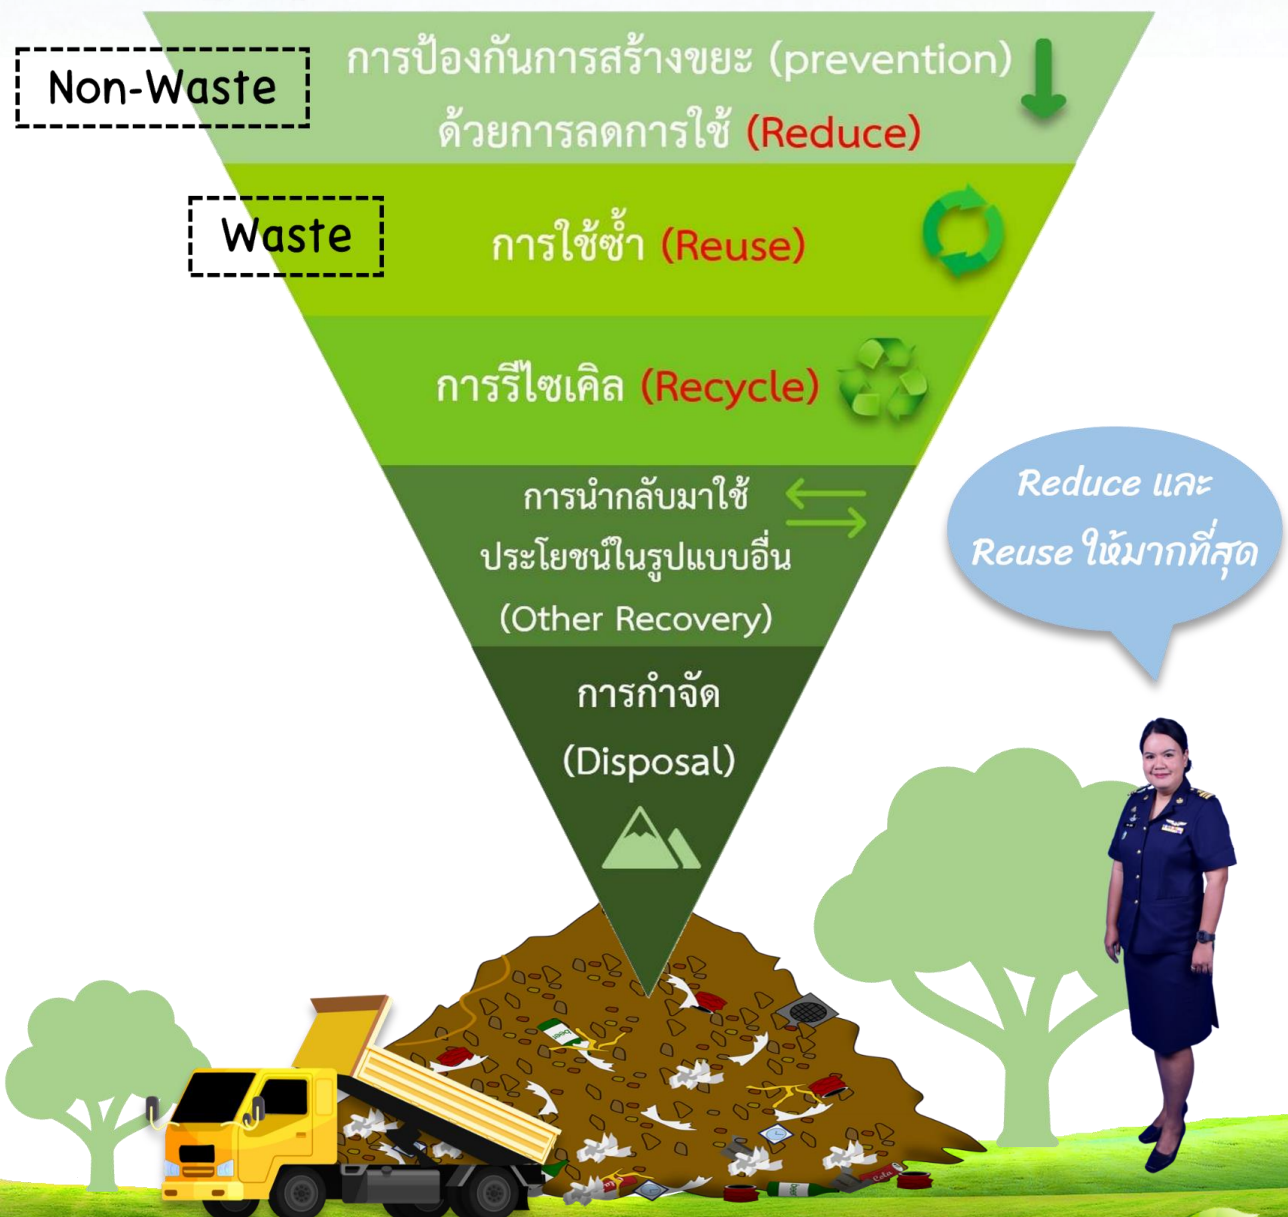 Non-Waste
การป้องกันการสร้างขยะ (prevention)
ด้วยการลดการใช้ (Reduce)
Waste
การใช้ซ้ำ (Reuse)
การรีไซเคิล (Recycle)
การนำกลับมาใช้
ประโยชน์ในรูปแบบอื่น
(Other Recovery)
Reduce และ
Reuse ให้มากที่สุด
การกำจัด
(Disposal)
beer
beer
Cola